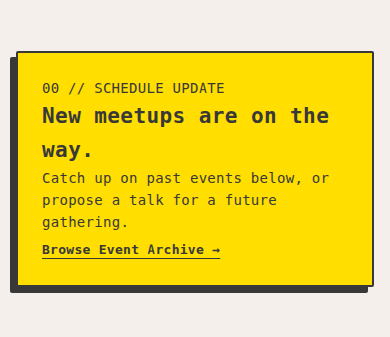 00 // SCHEDULE UPDATE
New meetups are on the
way.
Catch up on past events below, or
propose a talk for a future
gathering.
Browse Event Archive →